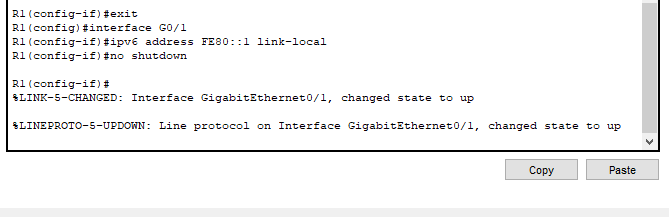 R1(config-if)#exit
R1(config)#interface G0/1
R1(config-if)#ipv6 address FE80::1 link-local
R1(config-if)#no shutdown
R1(config-if)#
%LINK-5-CHANGED: Interface GigabitEthernet0/1, changed state to up
%LINEPROTO-5-UPDOWN: Line protocol on Interface GigabitEthernet0/1, changed state to up
Copy Paste